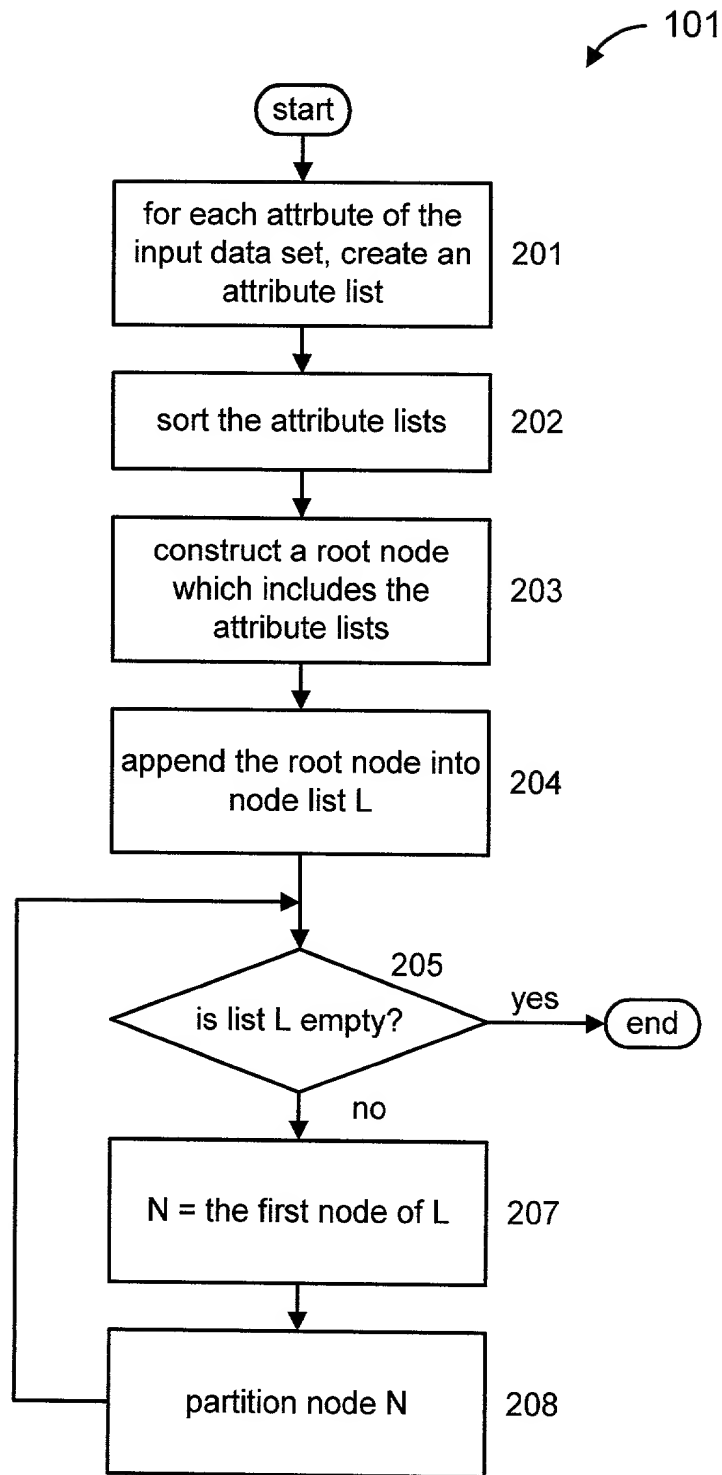 101
start
for each attrbute of the
input data set, create an
attribute list
201
sort the attribute lists
202
construct a root node
which includes the
attribute lists
203
append the root node into
node list L
204
205
is list L empty?
yes
end
no
N = the first node of L
207
partition node N
208